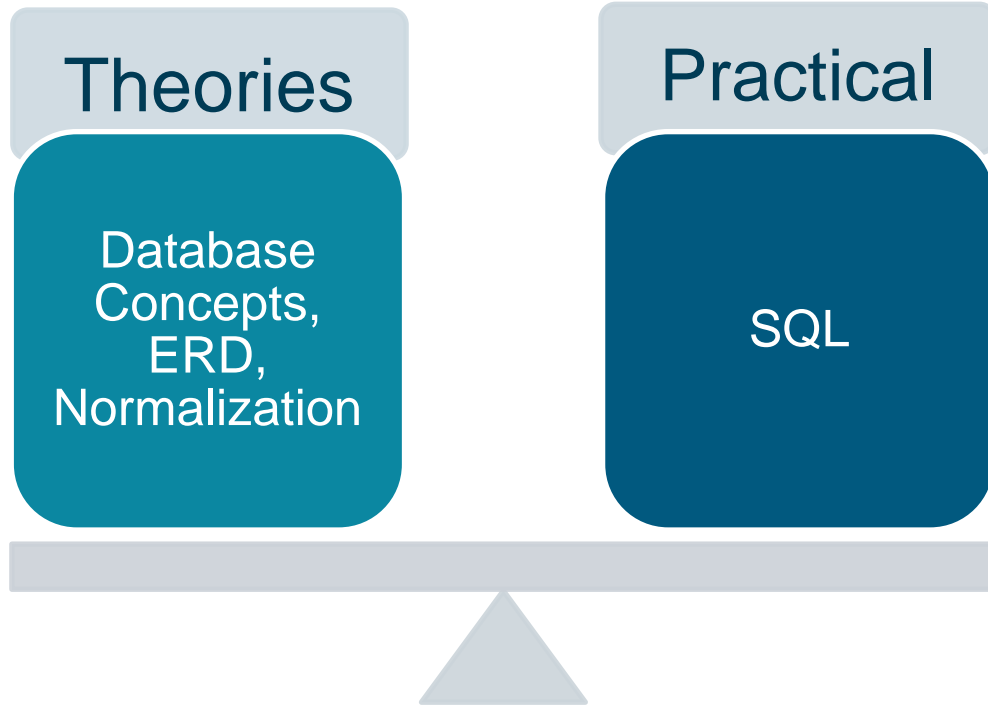 Theories
Practical
Database
Concepts,
ERD,
Normalization
SQL